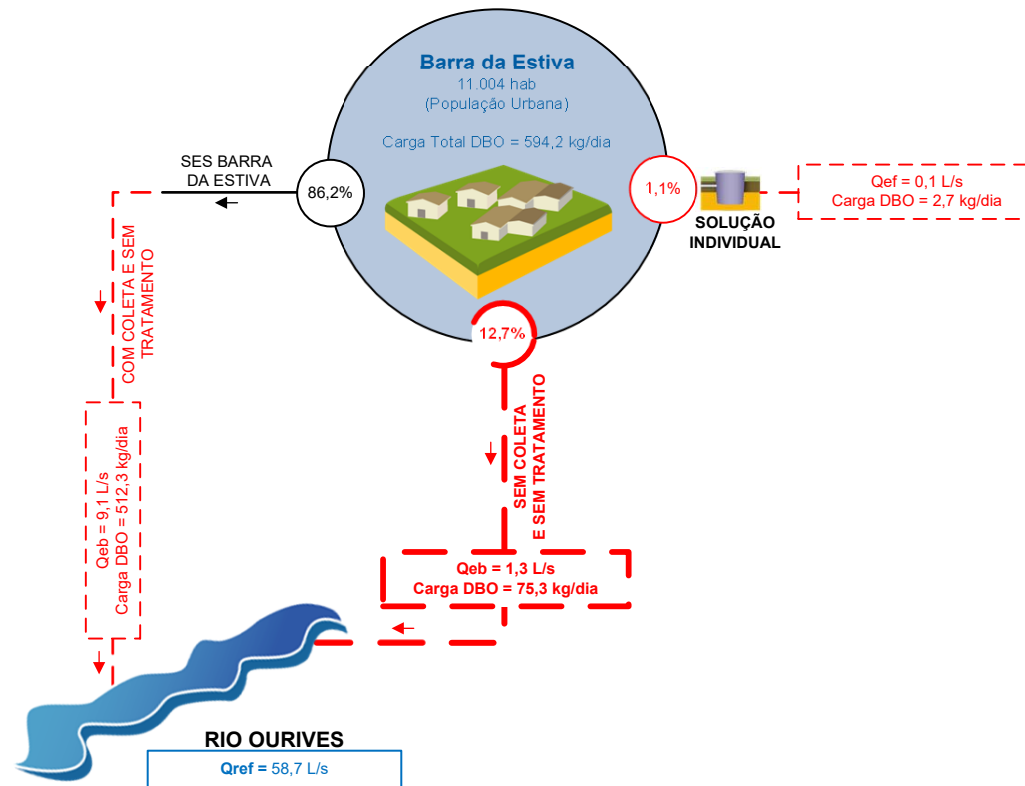 Barra da Estiva
11.004 hab
(População Urbana)
Carga Total DBO = 594,2 kg/dia
SES BARRA
DA ESTIVA
86,2%
1,1%
SOLUÇÃO
INDIVIDUAL
Qef = 0,1 L/s
Carga DBO = 2,7 kg/dia
COM COLETA E SEM
TRATAMENTO
12,7%
SEM COLETA
E SEM TRATAMENTO
Qeb = 9,1 L/s
Carga DBO = 512,3 kg/dia
Qeb = 1,3 L/s
Carga DBO = 75,3 kg/dia
RIO OURIVES
Qref = 58,7 L/s